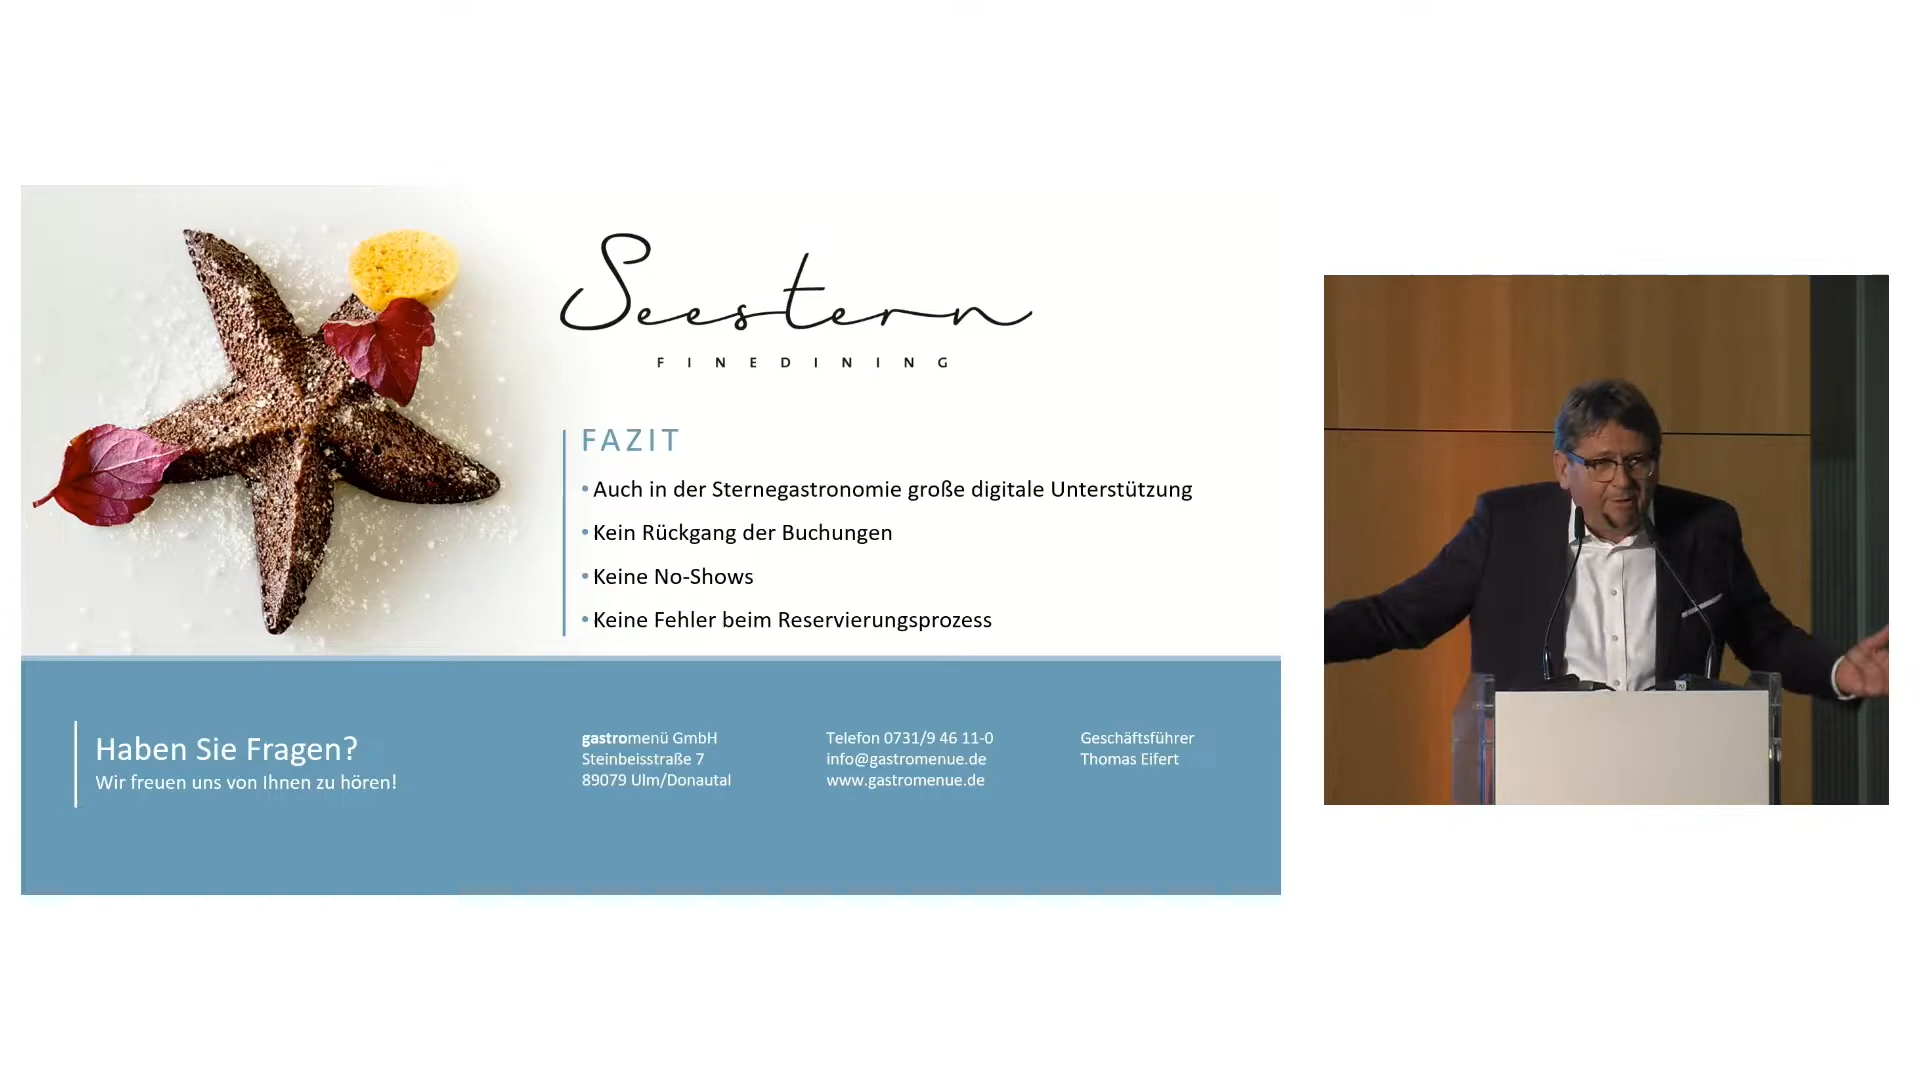 Seestern
FINEDINING
FAZIT
• Auch in der Sternegastronomie große digitale Unterstützung
• Kein Rückgang der Buchungen
• Keine No-Shows
• Keine Fehler beim Reservierungsprozess
Haben Sie Fragen?
Wir freuen uns von Ihnen zu hören!
gastromenü GmbH
Steinbeisstraße 7
89079 Ulm/Donautal
Telefon 0731/9 46 11-0
info@gastromenue.de
www.gastromenue.de
Geschäftsführer
Thomas Eifert